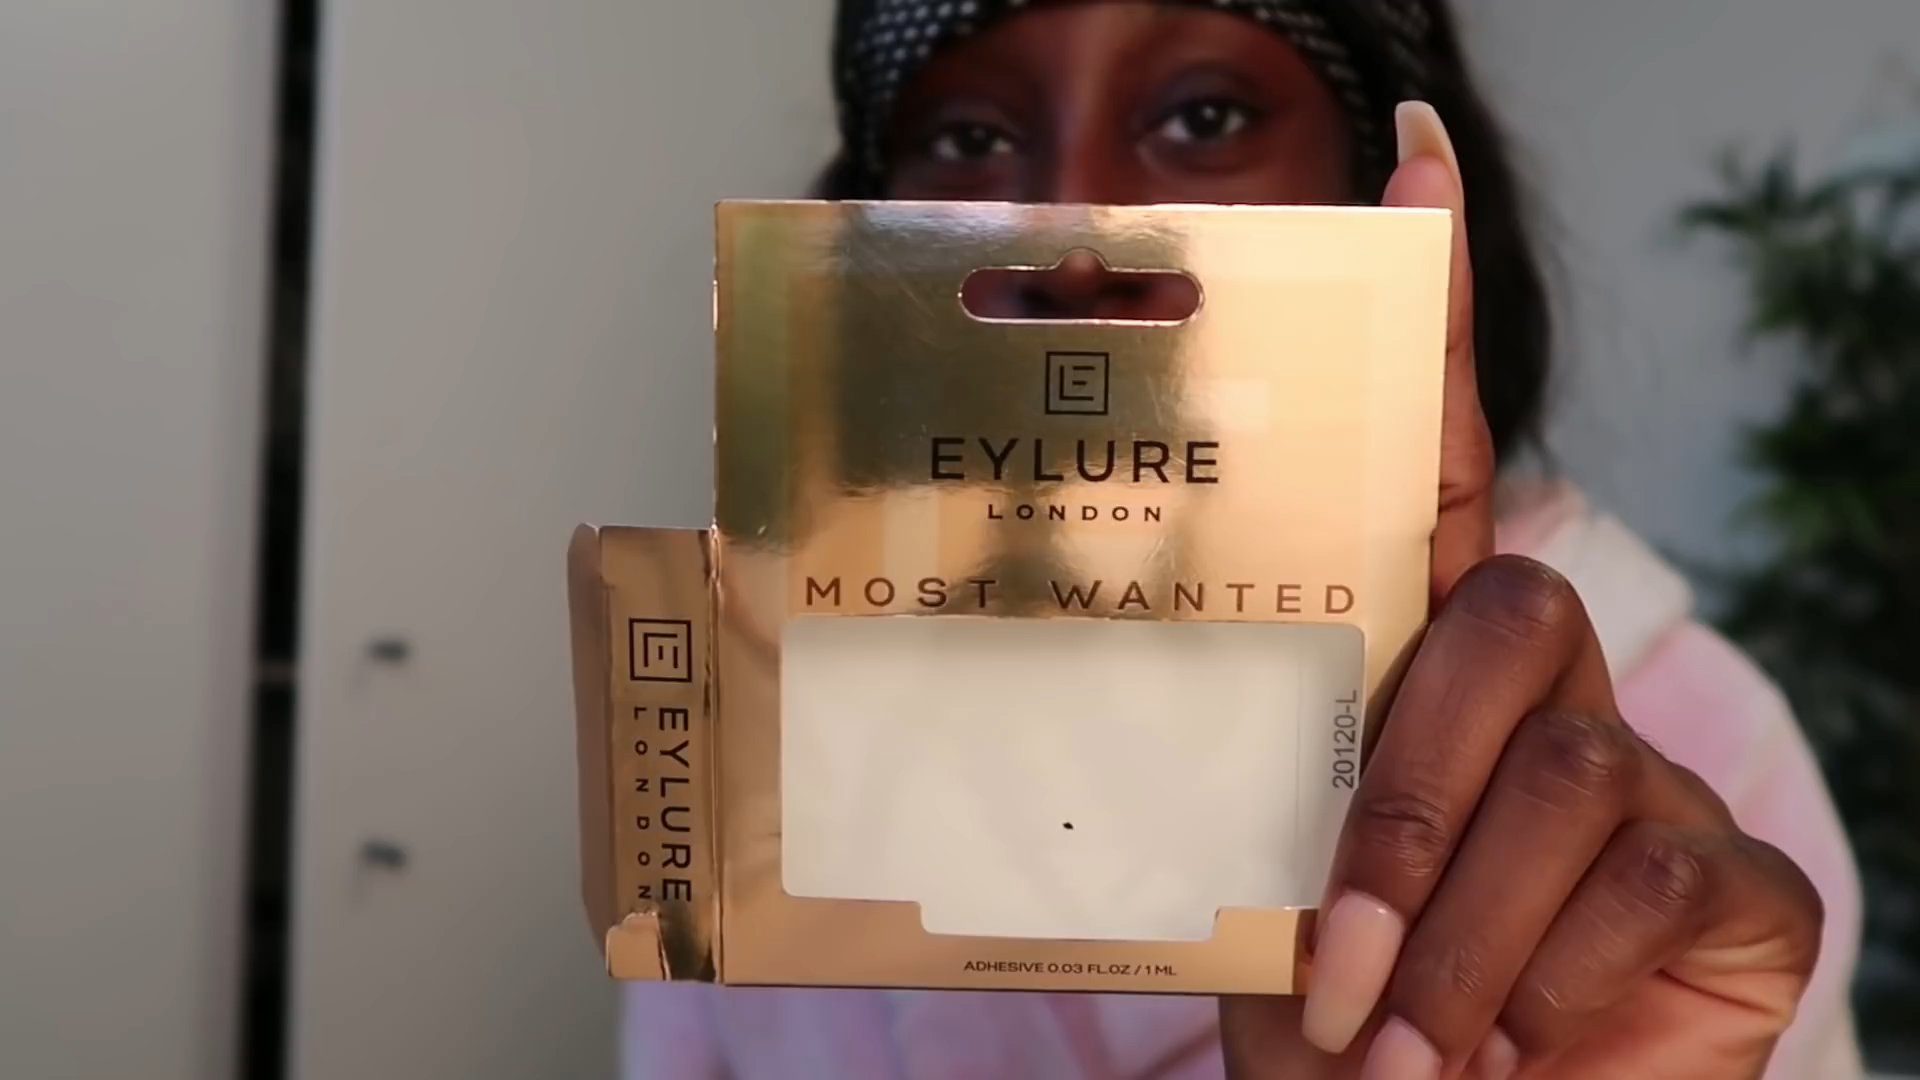 EYLURE
LONDON
MOST WANTED
20120-L
ADHESIVE 0.03 FL.OZ / 1 ML
EYLURE
LONDON